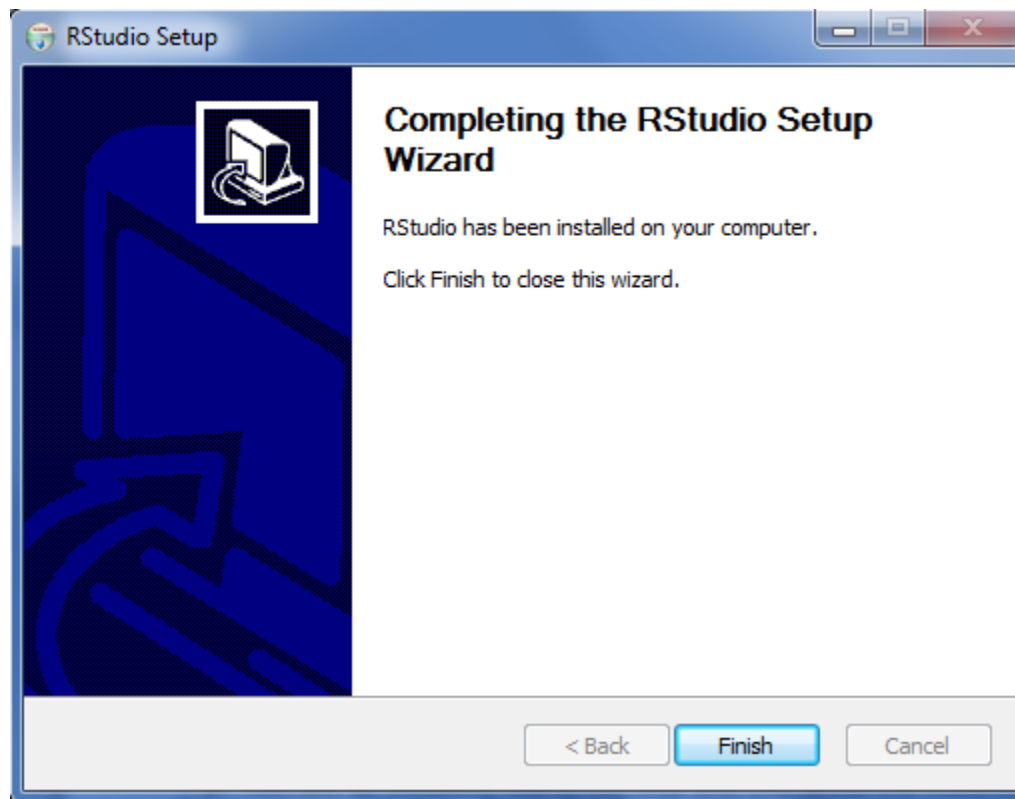 RStudio Setup
Completing the RStudio Setup
Wizard
RStudio has been installed on your computer.
Click Finish to close this wizard.
< Back
Finish
Cancel